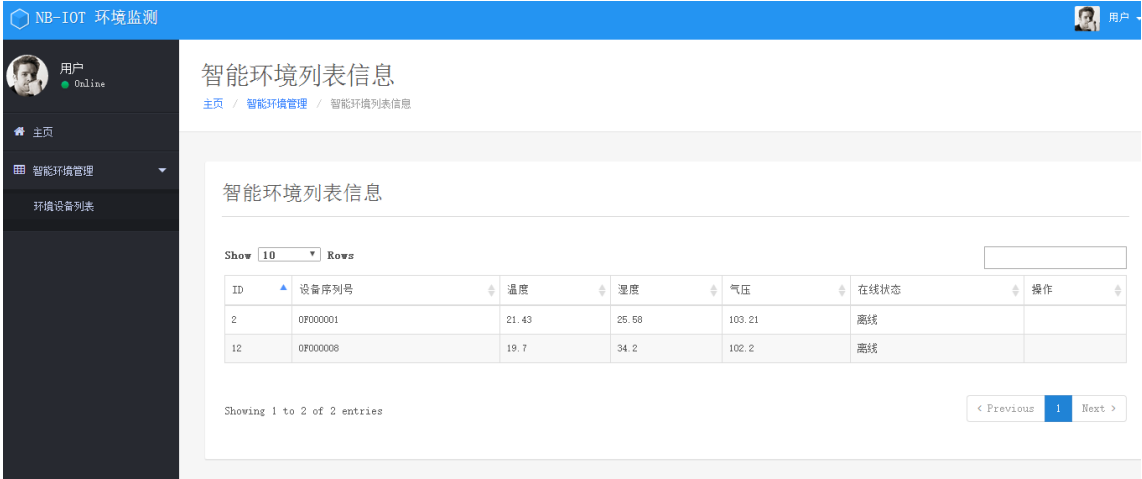 NB-IOT 环境监测
用户
用户
Online
主页
智能环境管理
环境设备列表
智能环境列表信息
主页 / 智能环境管理 / 智能环境列表信息
智能环境列表信息
Show 10 Rows
ID 设备序列号 温度 湿度 气压 在线状态 操作
2 0F000001 21.43 25.58 103.21 离线
12 0F000008 19.7 34.2 102.2 离线
Showing 1 to 2 of 2 entries
< Previous 1 Next >